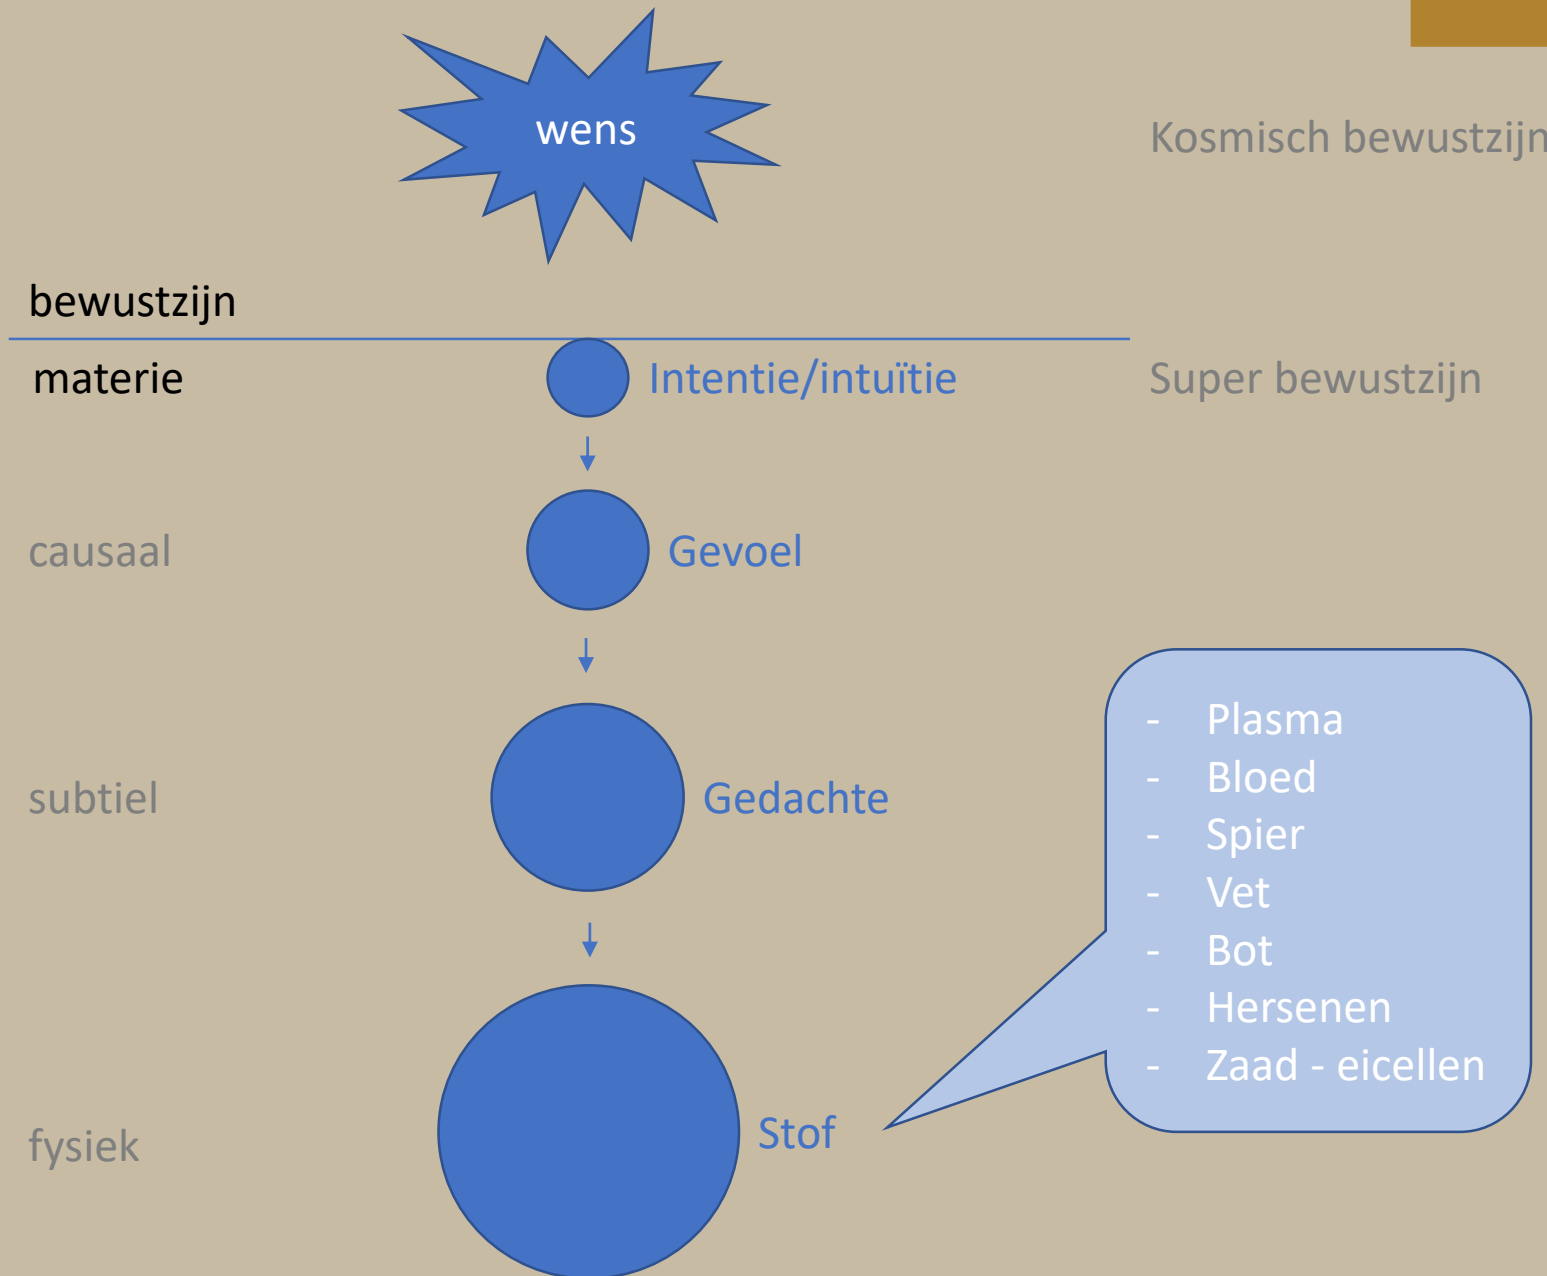 wens
Kosmisch bewustzijn
bewustzijn
materie
Intentie/intuïtie
Super bewustzijn
causaal
Gevoel
subtiel
Gedachte
- Plasma
- Bloed
- Spier
- Vet
- Bot
- Hersenen
- Zaad - eicellen
fysiek
Stof